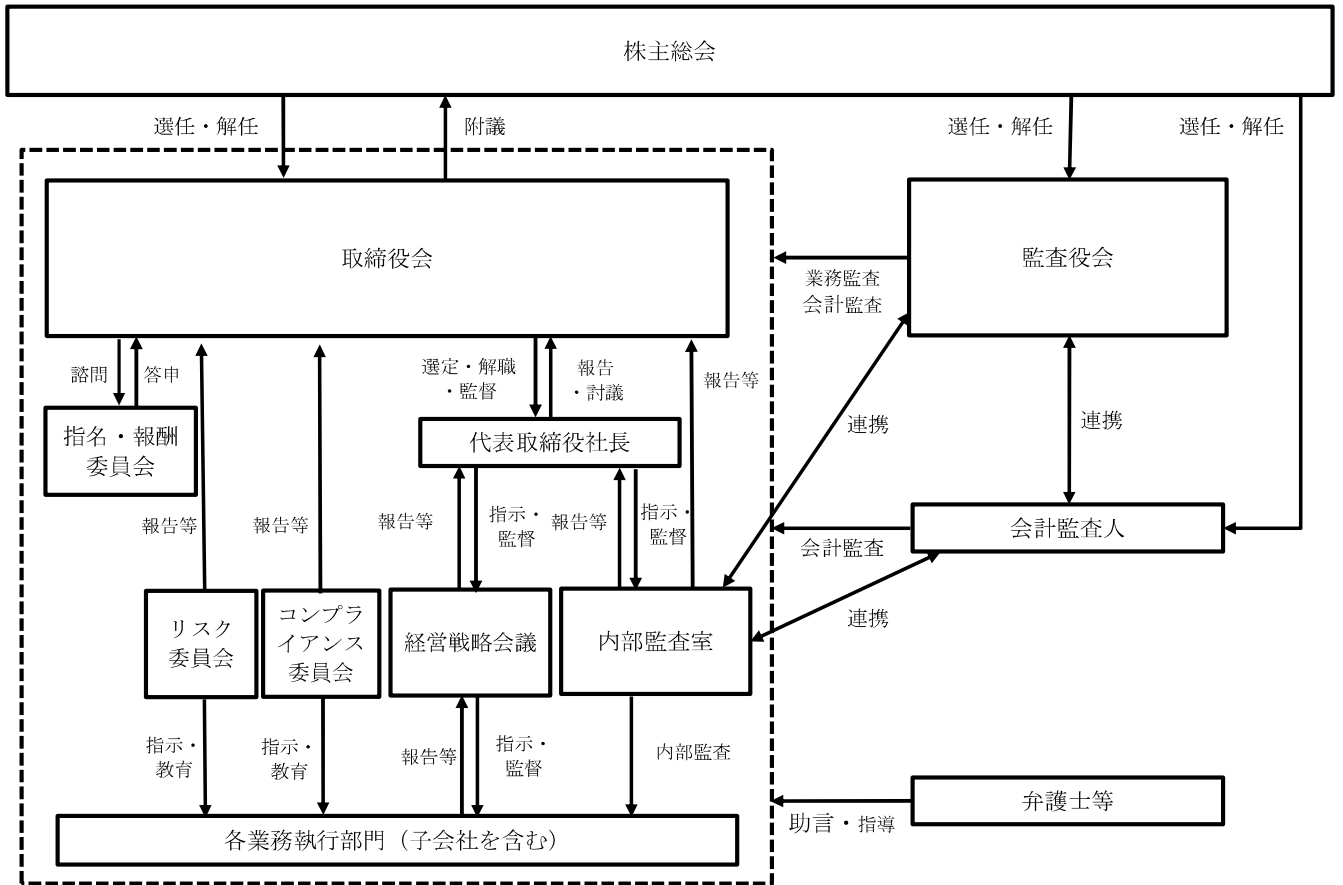 株主総会
選任・解任
附議
選任・解任
選任・解任
取締役会
監査役会
業務監査
会計監査
諮問
答申
選定・解職
・監督
報告
・討議
報告等
連携
連携
指名・報酬
委員会
代表取締役社長
報告等
報告等
報告等
指示・
監督
報告等
指示・
監督
会計監査
会計監査人
連携
リスク
委員会
コンプラ
イアンス
委員会
経営戦略会議
内部監査室
指示・
教育
指示・
教育
報告等
指示・
監督
内部監査
弁護士等
助言・指導
各業務執行部門（子会社を含む）